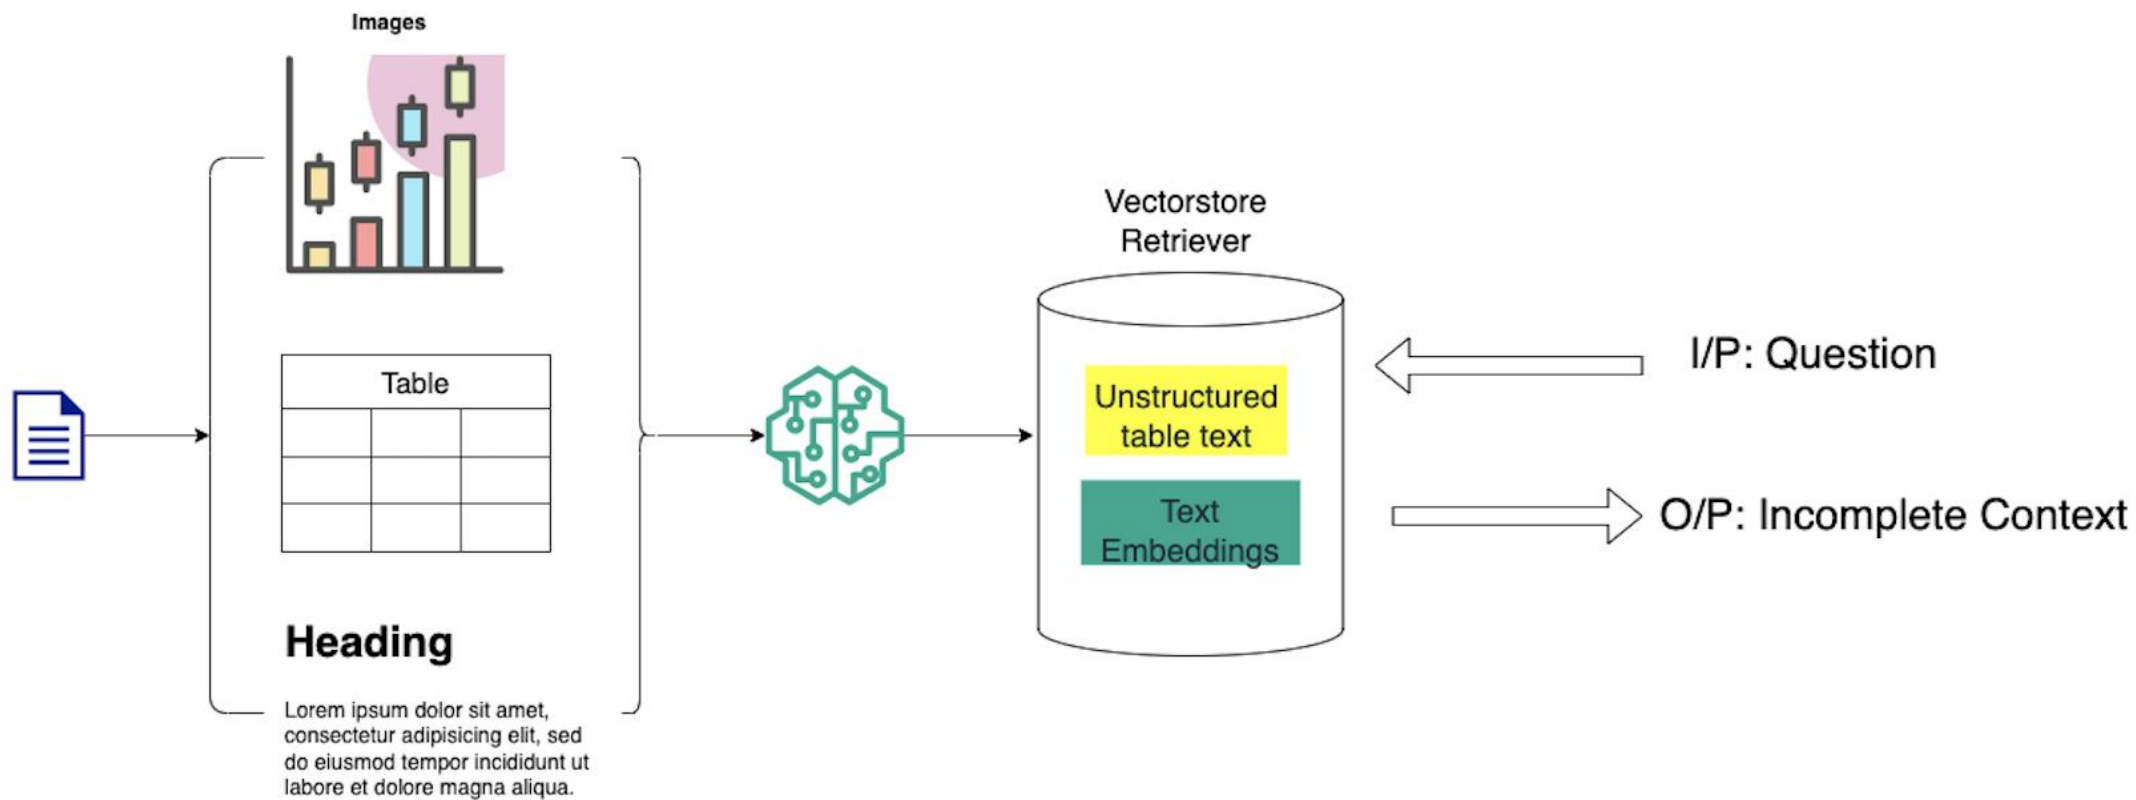 Images
Table
Heading
Lorem ipsum dolor sit amet,
consectetur adipisicing elit, sed
do eiusmod tempor incididunt ut
labore et dolore magna aliqua.
Vectorstore
Retriever
Unstructured
table text
Text
Embeddings
I/P: Question
O/P: Incomplete Context